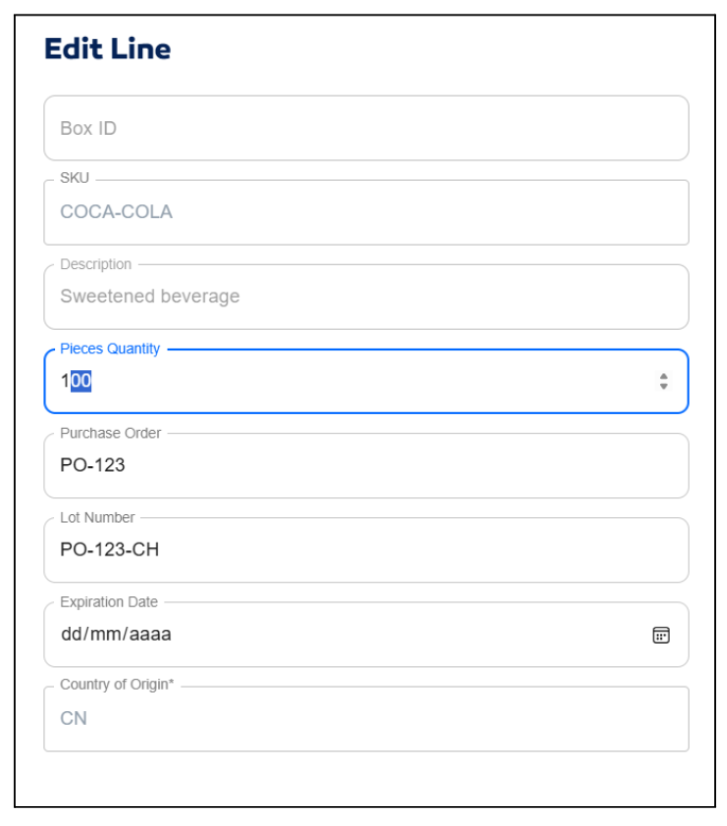 Edit Line
Box ID
SKU
COCA-COLA
Description
Sweetened beverage
Pieces Quantity
100
Purchase Order
PO-123
Lot Number
PO-123-CH
Expiration Date
dd/mm/aaaa
Country of Origin*
CN